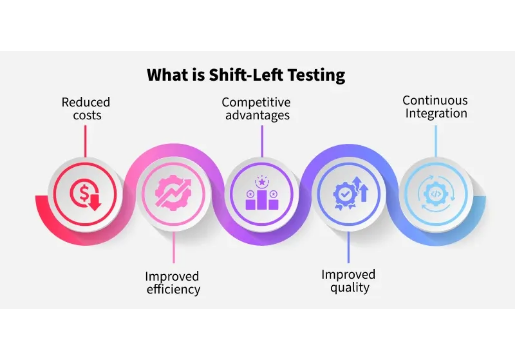 What is Shift-Left Testing
Reduced
costs
Competitive
advantages
Continuous
Integration
$
</>
Improved
efficiency
Improved
quality